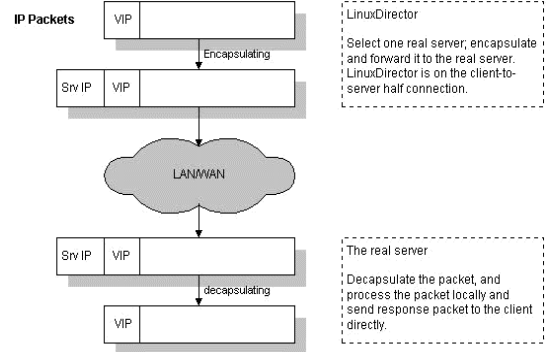 IP Packets
VIP
LinuxDirector
Select one real server; encapsulate
and forward it to the real server.
LinuxDirector is on the client-to-
server half connection.
Encapsulating
Srv IP VIP
LAN/WAN
Srv IP VIP
The real server
Decapsulate the packet, and
process the packet locally and
send response packet to the client
directly.
decapsulating
VIP